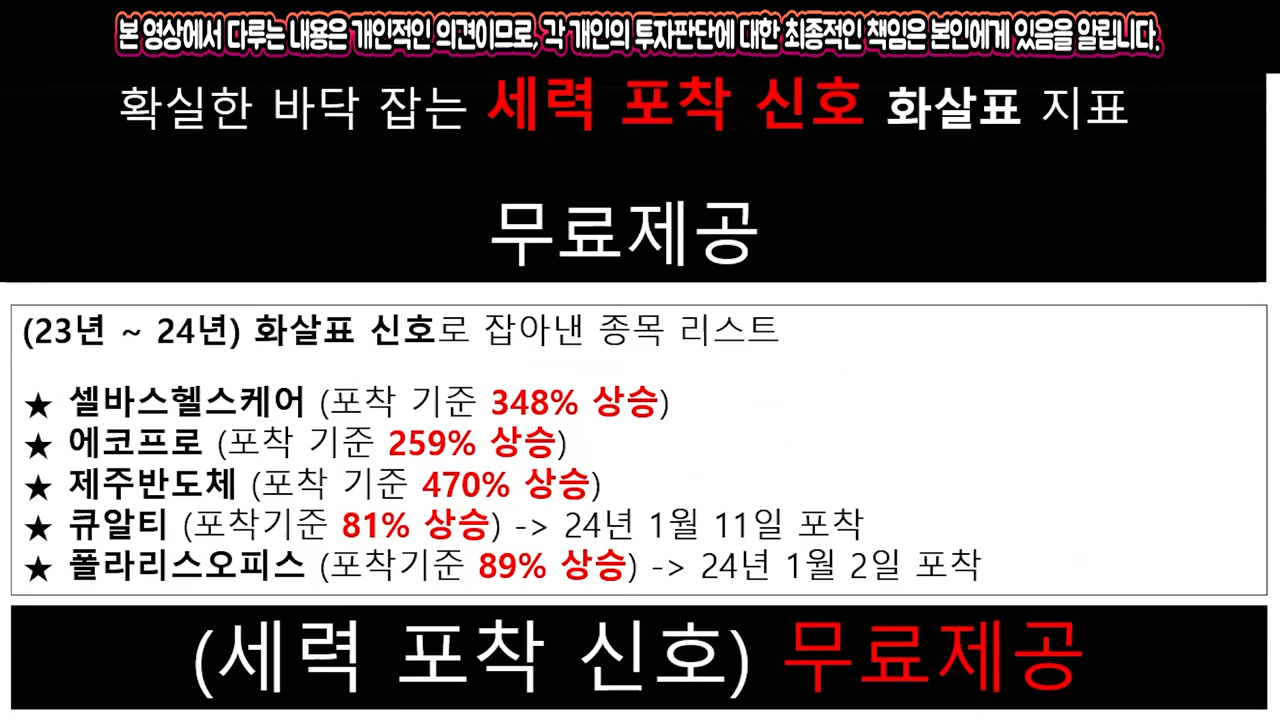 본 영상에서 다루는 내용은 개인적인 의견이므로, 각 개인의 투자판단에 대한 최종적인 책임은 본인에게 있음을 알립니다.
확실한 바닥 잡는 세력 포착 신호 화살표 지표
무료제공
(23년 ~ 24년) 화살표 신호로 잡아낸 종목 리스트
★ 셀바스헬스케어 (포착 기준 348% 상승)
★ 에코프로 (포착 기준 259% 상승)
★ 제주반도체 (포착 기준 470% 상승)
★ 큐알티 (포착기준 81% 상승) -> 24년 1월 11일 포착
★ 폴라리스오피스 (포착기준 89% 상승) -> 24년 1월 2일 포착
(세력 포착 신호) 무료제공